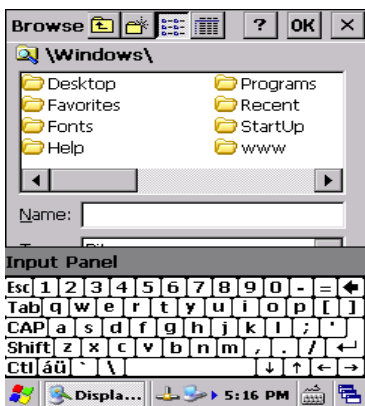 Browse ? OK ×
\Windows\
Desktop Programs
Favorites Recent
Fonts StartUp
Help www
Name:
Input Panel
Esc 1 2 3 4 5 6 7 8 9 0 - =
Tab q w e r t y u i o p [ ]
CAP a s d f g h j k l ; '
Shift z x c v b n m , . /
Ctl áü ` \ ↓ ↑ ← →
Displa... 5:16 PM